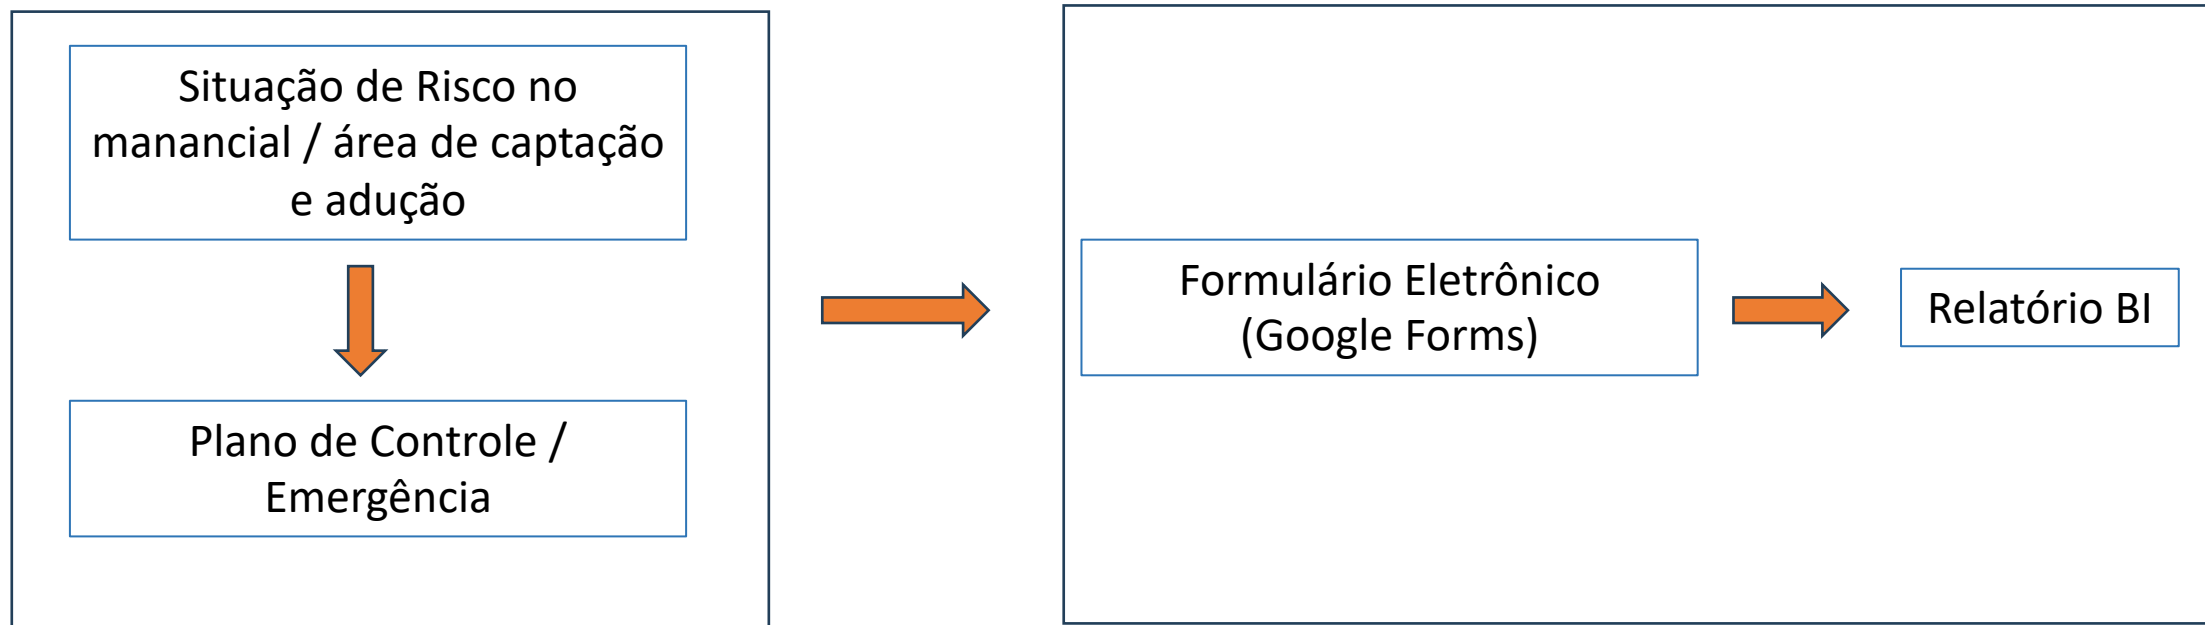 Situação de Risco no
manancial / área de captação
e adução
Plano de Controle /
Emergência
Formulário Eletrônico
(Google Forms)
Relatório BI